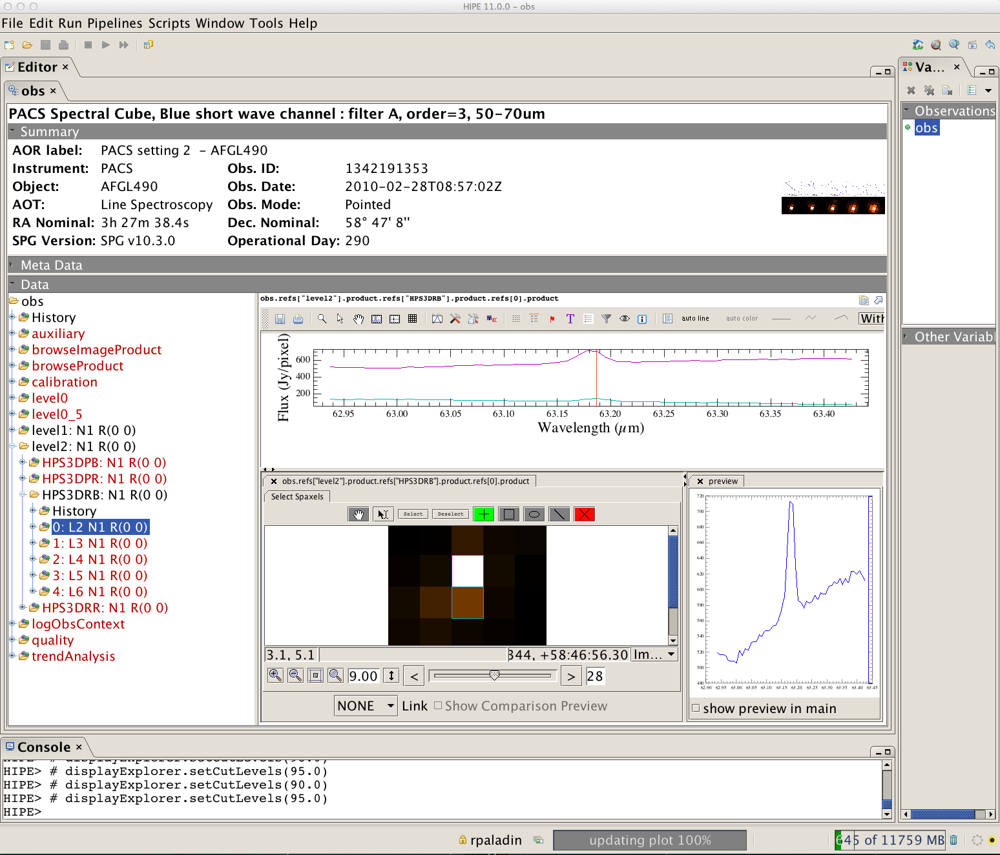 HIPE 11.0.0 - obs
File Edit Run Pipelines Scripts Window Tools Help
Editor ×
Va... ×
obs ×
PACS Spectral Cube, Blue short wave channel : filter A, order=3, 50-70um
Summary
AOR label: PACS setting 2 - AFGL490
Instrument: PACS Obs. ID: 1342191353
Object: AFGL490 Obs. Date: 2010-02-28T08:57:02Z
AOT: Line Spectroscopy Obs. Mode: Pointed
RA Nominal: 3h 27m 38.4s Dec. Nominal: 58° 47' 8"
SPG Version: SPG v10.3.0 Operational Day: 290
Meta Data
Data
Observations
obs
Other Variabl
obs
History
auxiliary
browseImageProduct
browseProduct
calibration
level0
level0_5
level1: N1 R(0 0)
level2: N1 R(0 0)
HPS3DPB: N1 R(0 0)
HPS3DPR: N1 R(0 0)
HPS3DRB: N1 R(0 0)
History
0: L2 N1 R(0 0)
1: L3 N1 R(0 0)
2: L4 N1 R(0 0)
3: L5 N1 R(0 0)
4: L6 N1 R(0 0)
HPS3DRR: N1 R(0 0)
logObsContext
quality
trendAnalysis
obs.refs["level2"].product.refs["HPS3DRB"].product.refs[0].product
auto line auto color With
Flux (Jy/pixel)
600
400
200
62.95 63.00 63.05 63.10 63.15 63.20 63.25 63.30 63.35 63.40
Wavelength (μm)
obs.refs["level2"].product.refs["HPS3DRB"].product.refs[0].product
Select Spaxels
Select Deselect
3.1, 5.1 344, +58:46:56.30 Im...
9.00 < > 28
NONE Link Show Comparison Preview
preview
720
700
680
660
640
620
600
580
560
540
520
500
480
62.90 62.95 63.00 63.05 63.10 63.15 63.20 63.25 63.30 63.35 63.40 63.45
show preview in main
Console ×
HIPE> # displayExplorer.setCutLevels(90.0)
HIPE> # displayExplorer.setCutLevels(95.0)
HIPE> # displayExplorer.setCutLevels(90.0)
HIPE> # displayExplorer.setCutLevels(95.0)
HIPE>
rpaladin updating plot 100% 645 of 11759 MB